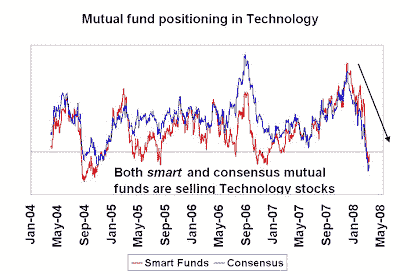 Mutual fund positioning in Technology
Both smart and consensus mutual
funds are selling Technology stocks
Jan-04
May-04
Sep-04
Jan-05
May-05
Sep-05
Jan-06
May-06
Sep-06
Jan-07
May-07
Sep-07
Jan-08
May-08
Smart Funds
Consensus